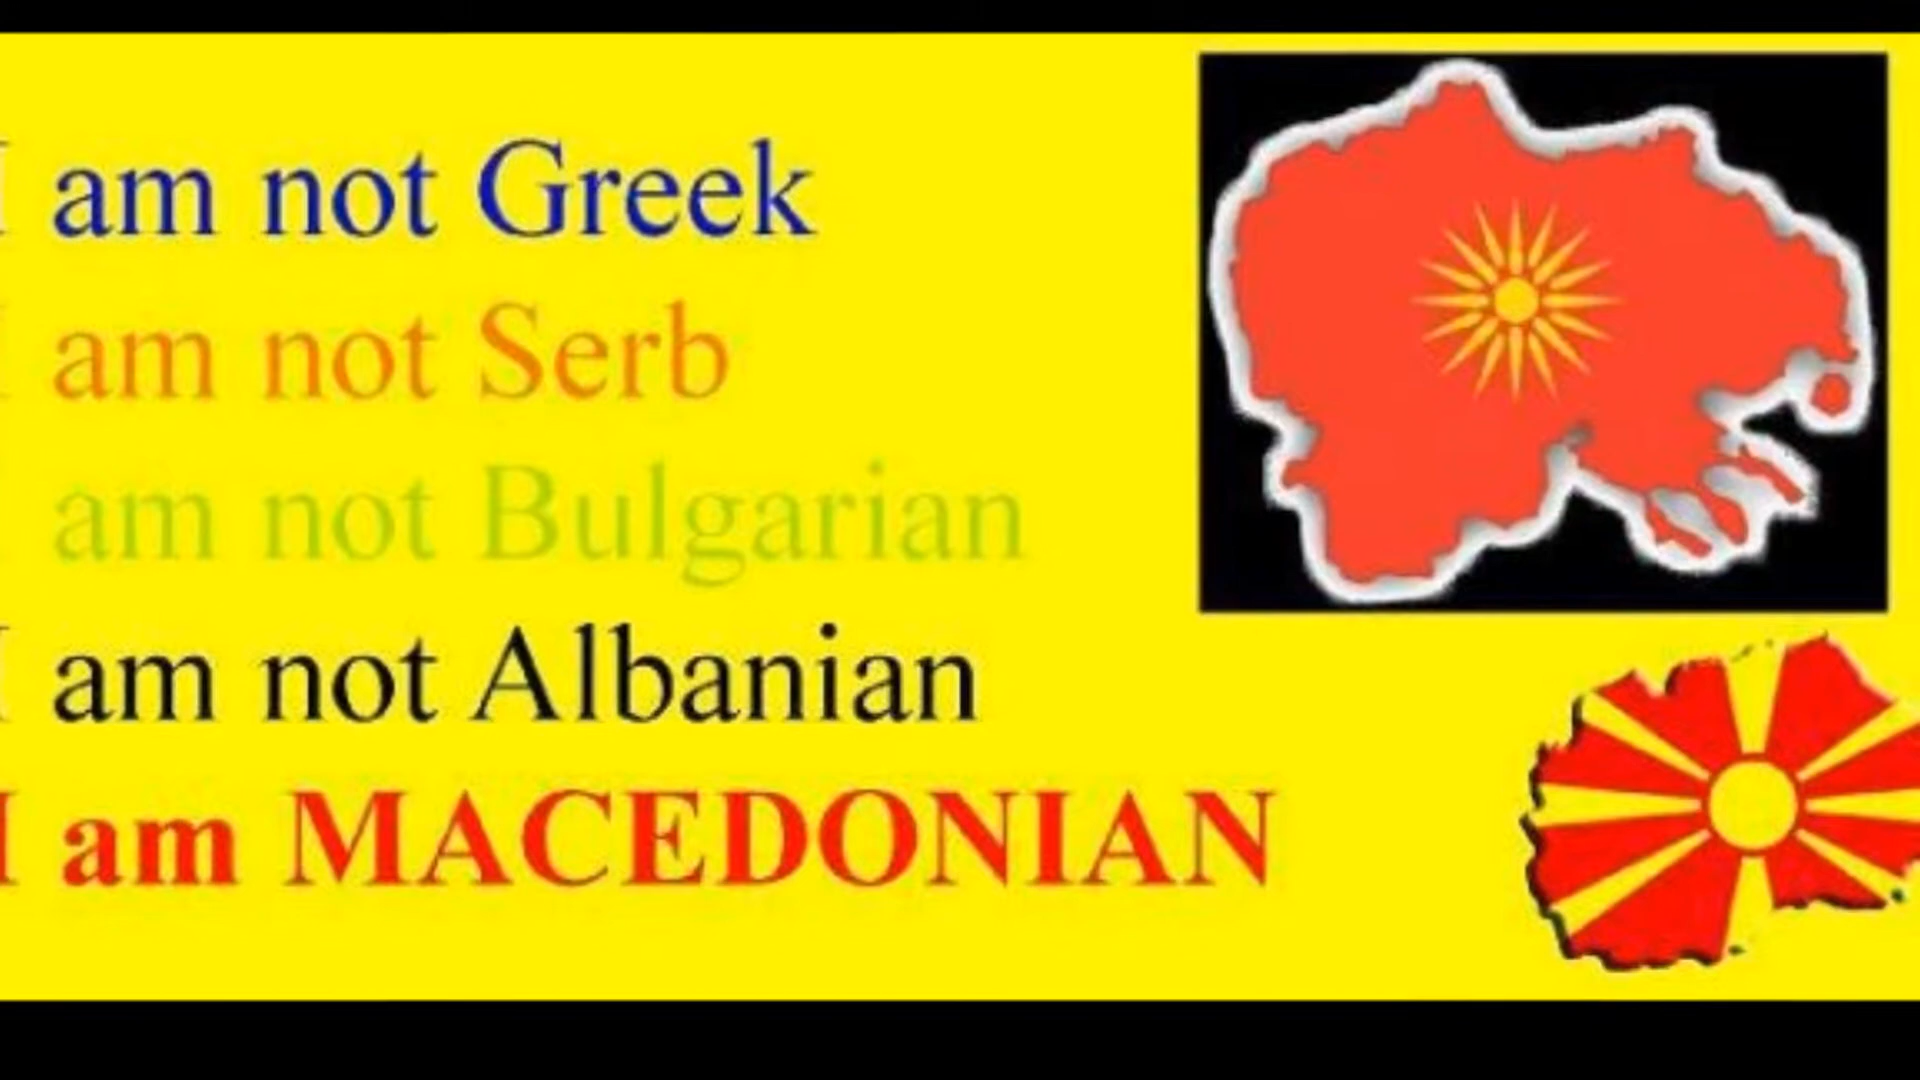 I am not Greek
I am not Serb
I am not Bulgarian
I am not Albanian
I am MACEDONIAN